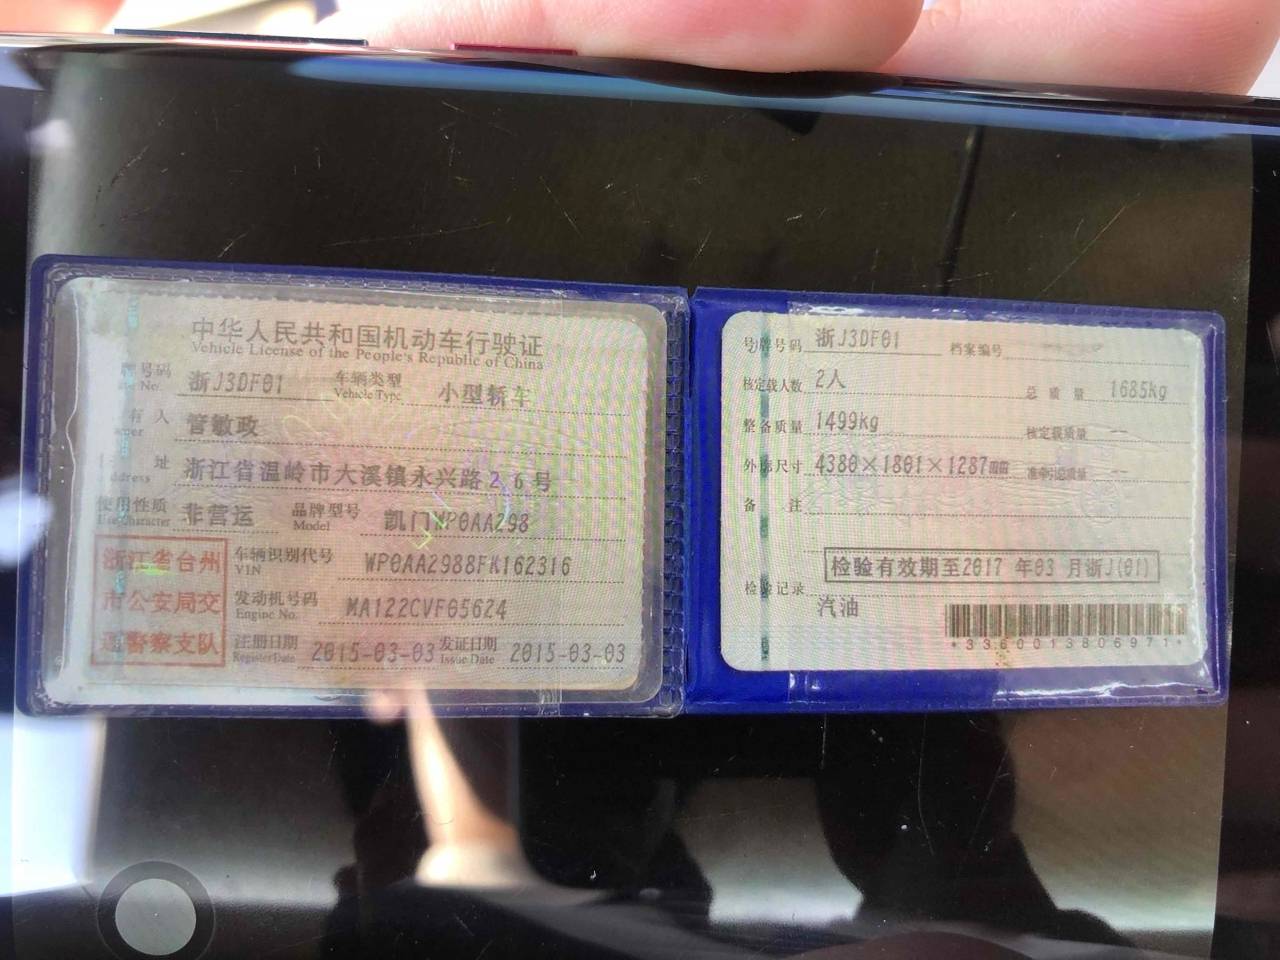 中华人民共和国机动车行驶证
Vehicle License of the People's Republic of China
号码 浙J3DF01 车辆类型 小型轿车
No. Vehicle Type
有 人 管敏政
址 浙江省温岭市大溪镇永兴路26号
ddress
使用性质 非营运 品牌型号 凯门WP0AA298
Use Character Model
浙江省台州
市公安局交
通警察支队
车辆识别代号 WP0AA2988FK162316
VIN
发动机号码 MA122CVF05624
Engine No.
注册日期 2015-03-03 发证日期 2015-03-03
Register Date Issue Date
号牌号码 浙J3DF01 档案编号
核定载人数 2人 总质量 1685kg
整备质量 1499kg 核定载质量 --
外廓尺寸 4380×1801×1287mm 准牵引总质量 --
备 注
检验有效期至2017 年03 月浙J(01)
检验记录
汽油
*3360013806971*